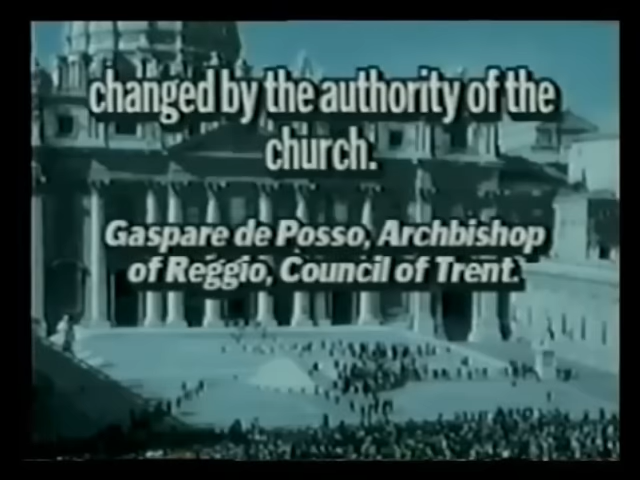 changed by the authority of the
church.
Gaspare de Posso, Archbishop
of Reggio, Council of Trent.